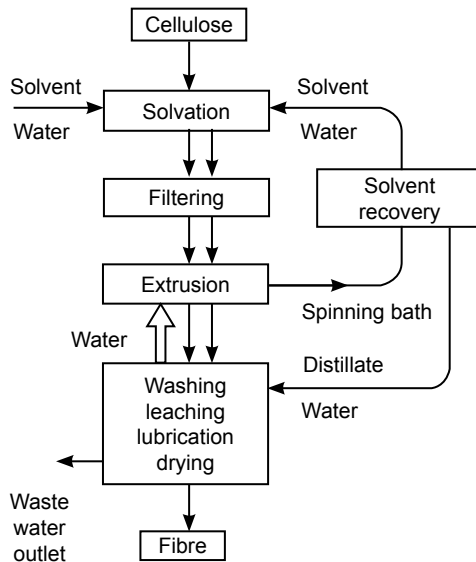 Cellulose
Solvent
Water
Solvation
Solvent
Water
Filtering
Solvent
recovery
Extrusion
Spinning bath
Water
Washing
leaching
lubrication
drying
Distillate
Water
Waste
water
outlet
Fibre